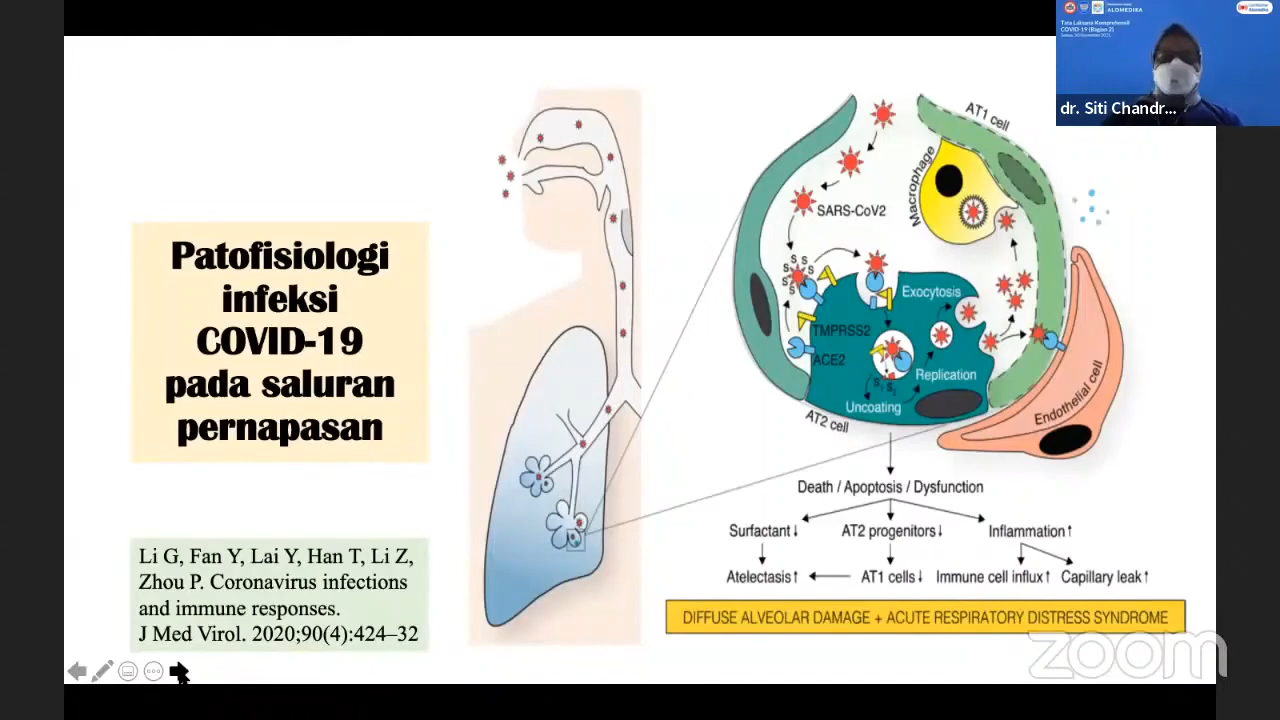 ALOMEDIKA
Tata Laksana Komprehensif
COVID-19 (Bagian 2)
dr. Siti Chandr...
Patofisiologi
infeksi
COVID-19
pada saluran
pernapasan
Li G, Fan Y, Lai Y, Han T, Li Z,
Zhou P. Coronavirus infections
and immune responses.
J Med Virol. 2020;90(4):424–32
AT1 cell
Macrophage
SARS-CoV2
S
S
S
S
S
S
Exocytosis
TMPRSS2
ACE2
Replication
S1 S2
Uncoating
AT2 cell
Endothelial cell
Death / Apoptosis / Dysfunction
Surfactant↓ AT2 progenitors↓ Inflammation↑
Atelectasis↑ AT1 cells↓ Immune cell influx↑ Capillary leak↑
DIFFUSE ALVEOLAR DAMAGE + ACUTE RESPIRATORY DISTRESS SYNDROME
zoom